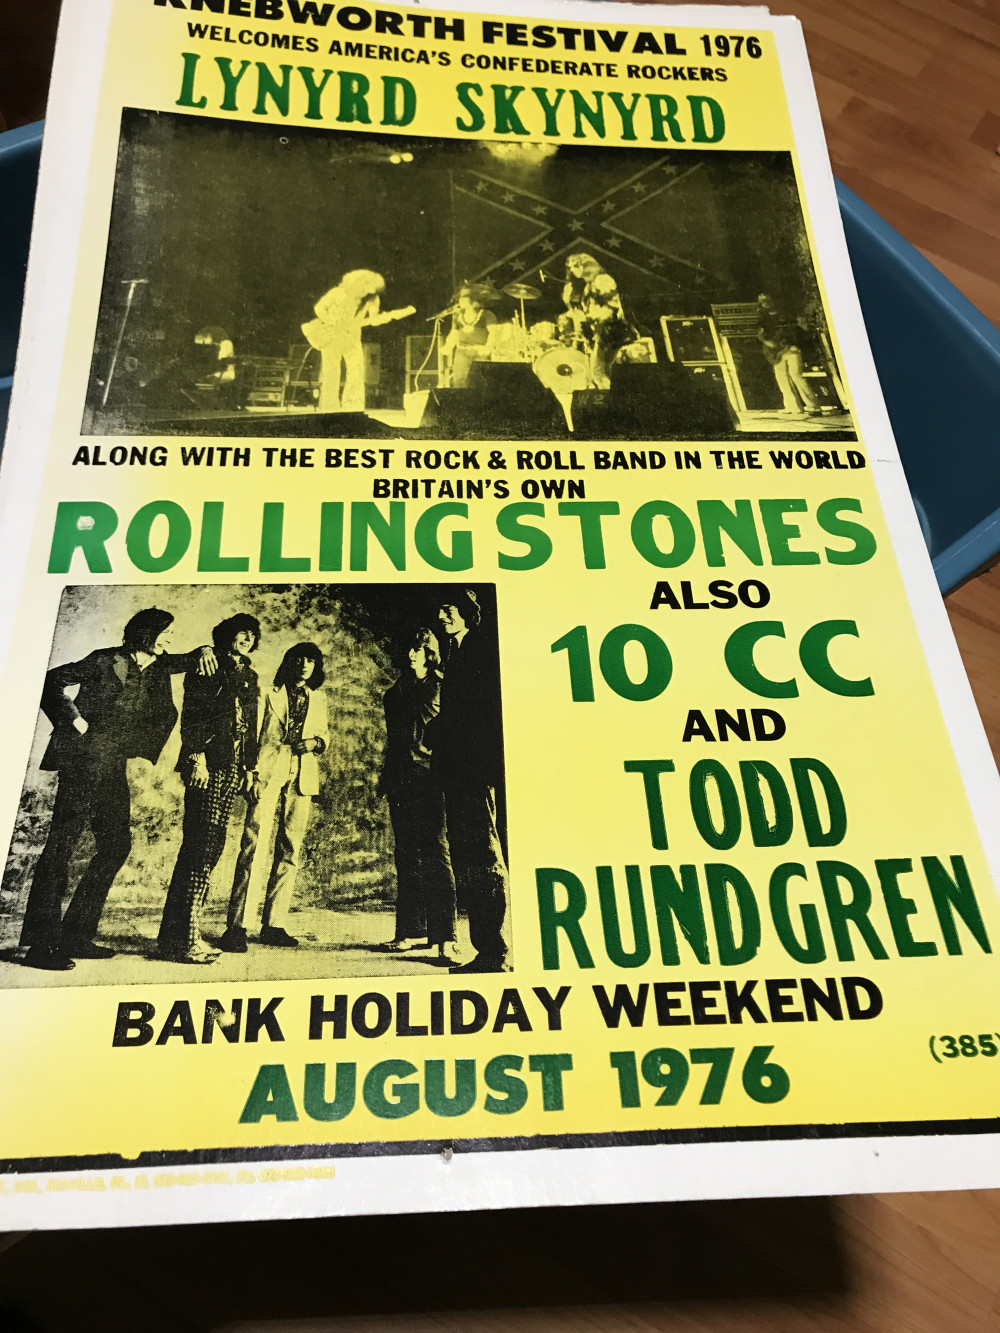 KNEBWORTH FESTIVAL 1976
WELCOMES AMERICA'S CONFEDERATE ROCKERS
LYNYRD SKYNYRD
ALONG WITH THE BEST ROCK & ROLL BAND IN THE WORLD
BRITAIN'S OWN
ROLLING STONES
ALSO
10 CC
AND
TODD
RUNDGREN
BANK HOLIDAY WEEKEND
(385)
AUGUST 1976